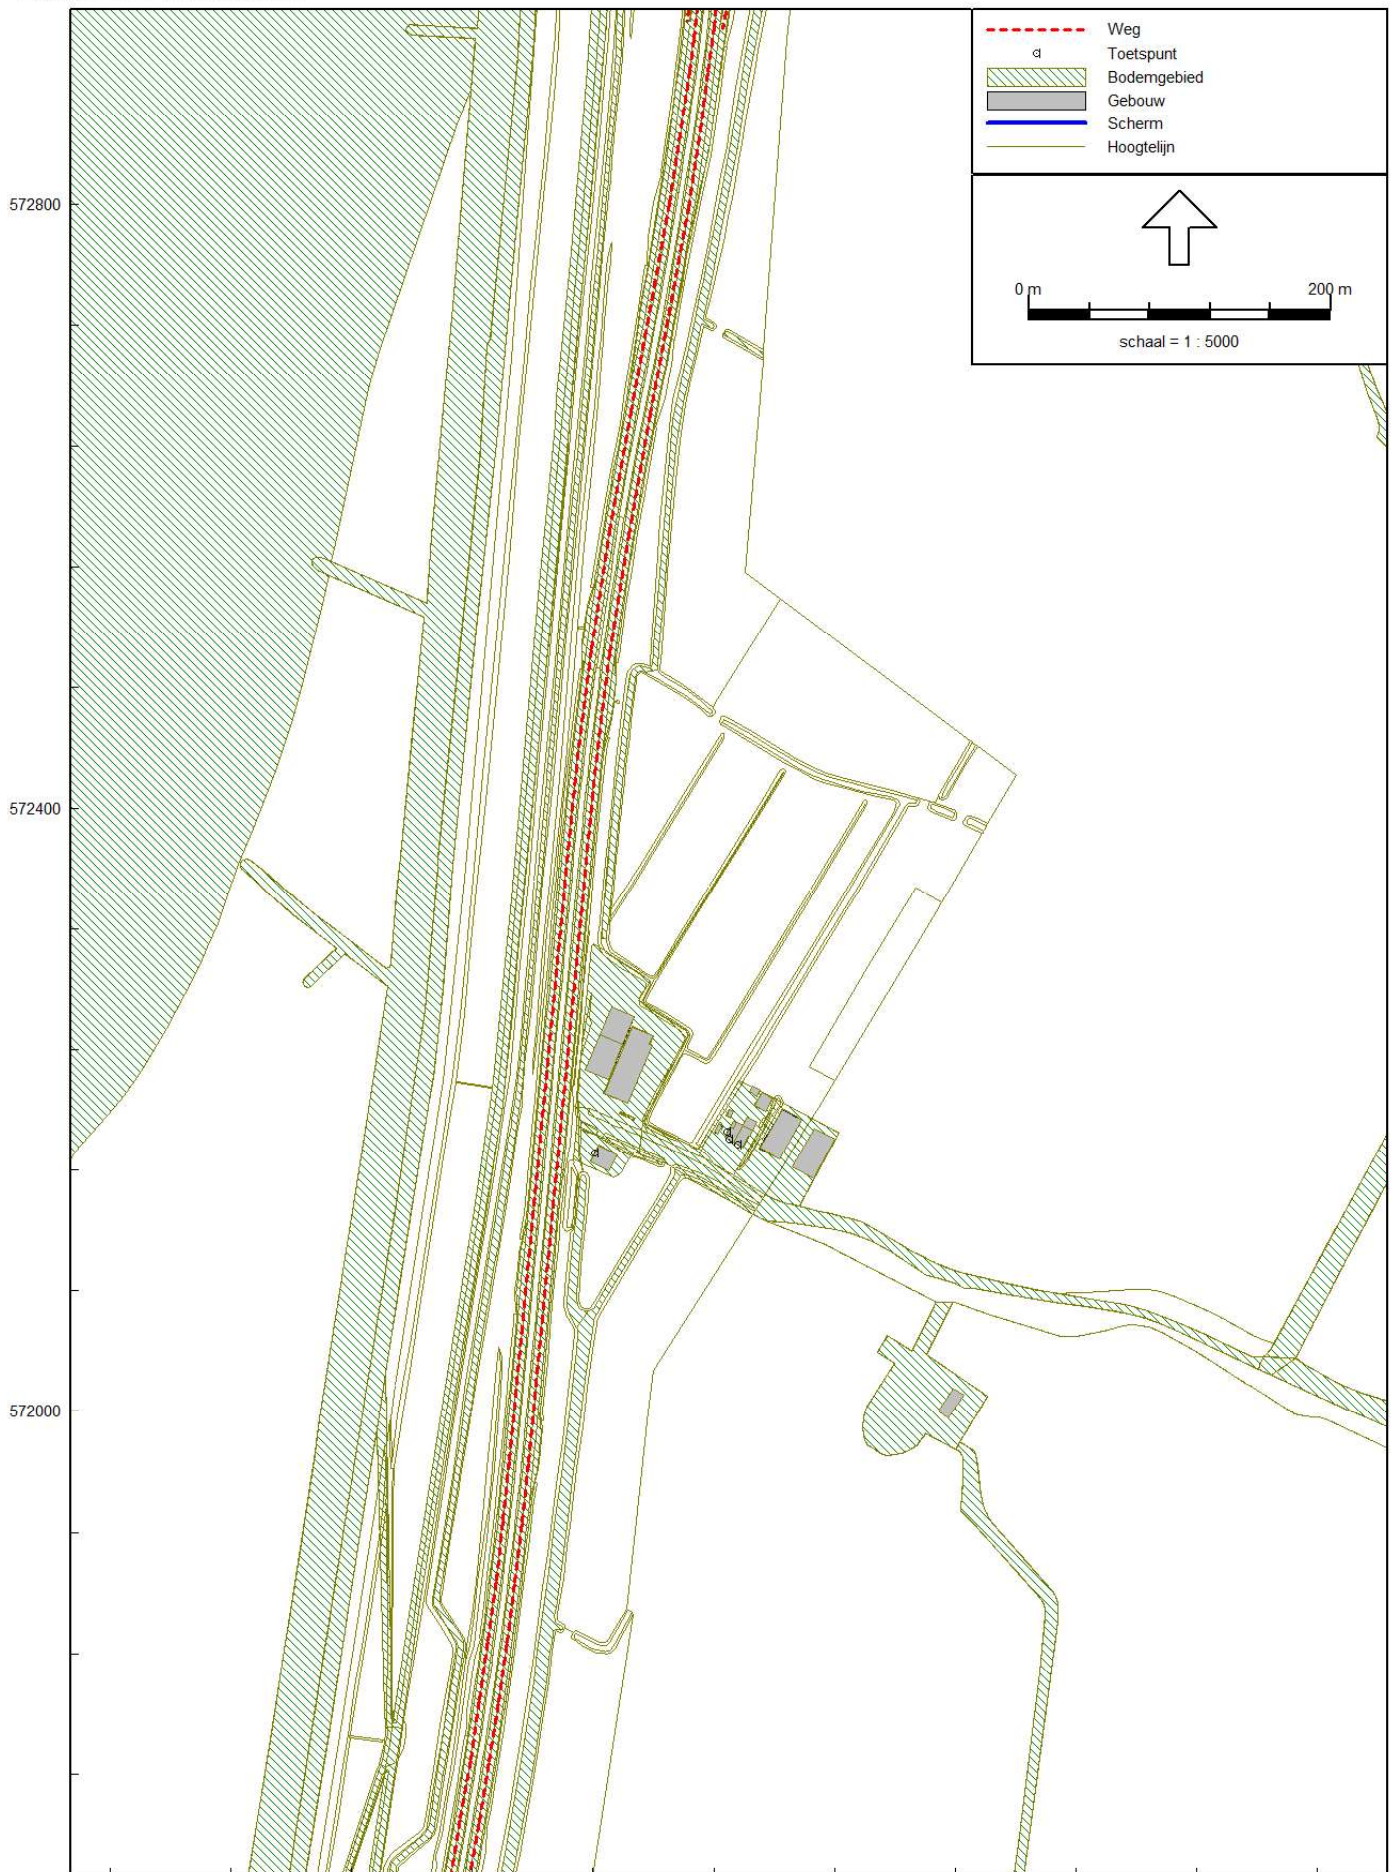 Weg
Toetspunt
Bodemgebied
Gebouw
Scherm
Hoogtelijn
0 m 200 m
schaal = 1 : 5000
572800
572400
572000